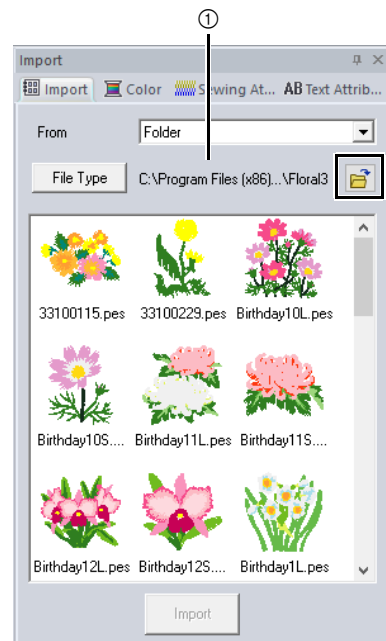 ①
Import
Import Color Sewing At... AB Text Attrib...
From Folder
File Type C:\Program Files (x86)...\Floral3
33100115.pes 33100229.pes Birthday10L.pes
Birthday10S.... Birthday11L.pes Birthday11S....
Birthday12L.pes Birthday12S.... Birthday1L.pes
Import